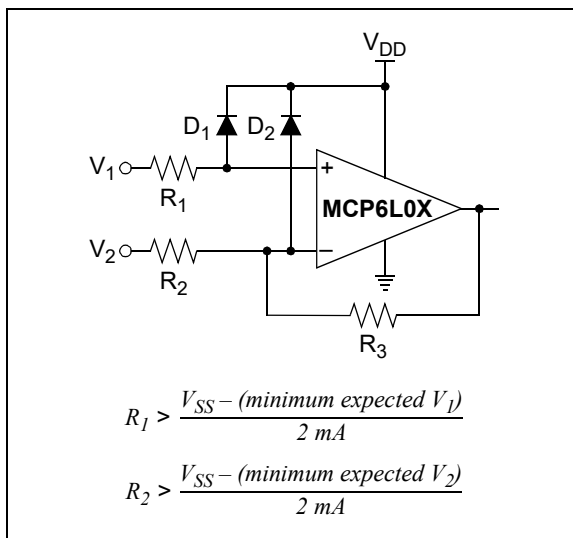 V_DD
D_1 D_2
V_1
R_1
+
MCP6L0X
V_2
R_2
–
R_3
R_1 > V_SS – (minimum expected V_1) / 2 mA
R_2 > V_SS – (minimum expected V_2) / 2 mA